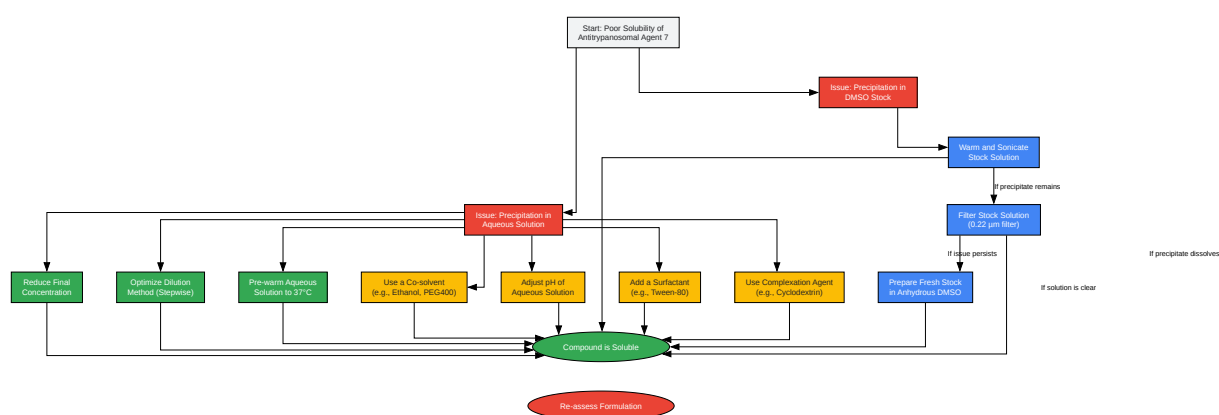 Start: Poor Solubility of
Antitrypanosomal Agent 7
Issue: Precipitation in
DMSO Stock
Warm and Sonicate
Stock Solution
If precipitate remains
Issue: Precipitation in
Aqueous Solution
Filter Stock Solution
(0.22 µm filter)
If issue persists
If precipitate dissolves
Reduce Final
Concentration
Optimize Dilution
Method (Stepwise)
Pre-warm Aqueous
Solution to 37°C
Use a Co-solvent
(e.g., Ethanol, PEG400)
Adjust pH of
Aqueous Solution
Add a Surfactant
(e.g., Tween-80)
Use Complexation Agent
(e.g., Cyclodextrin)
Prepare Fresh Stock
in Anhydrous DMSO
If solution is clear
Compound is Soluble
Re-assess Formulation